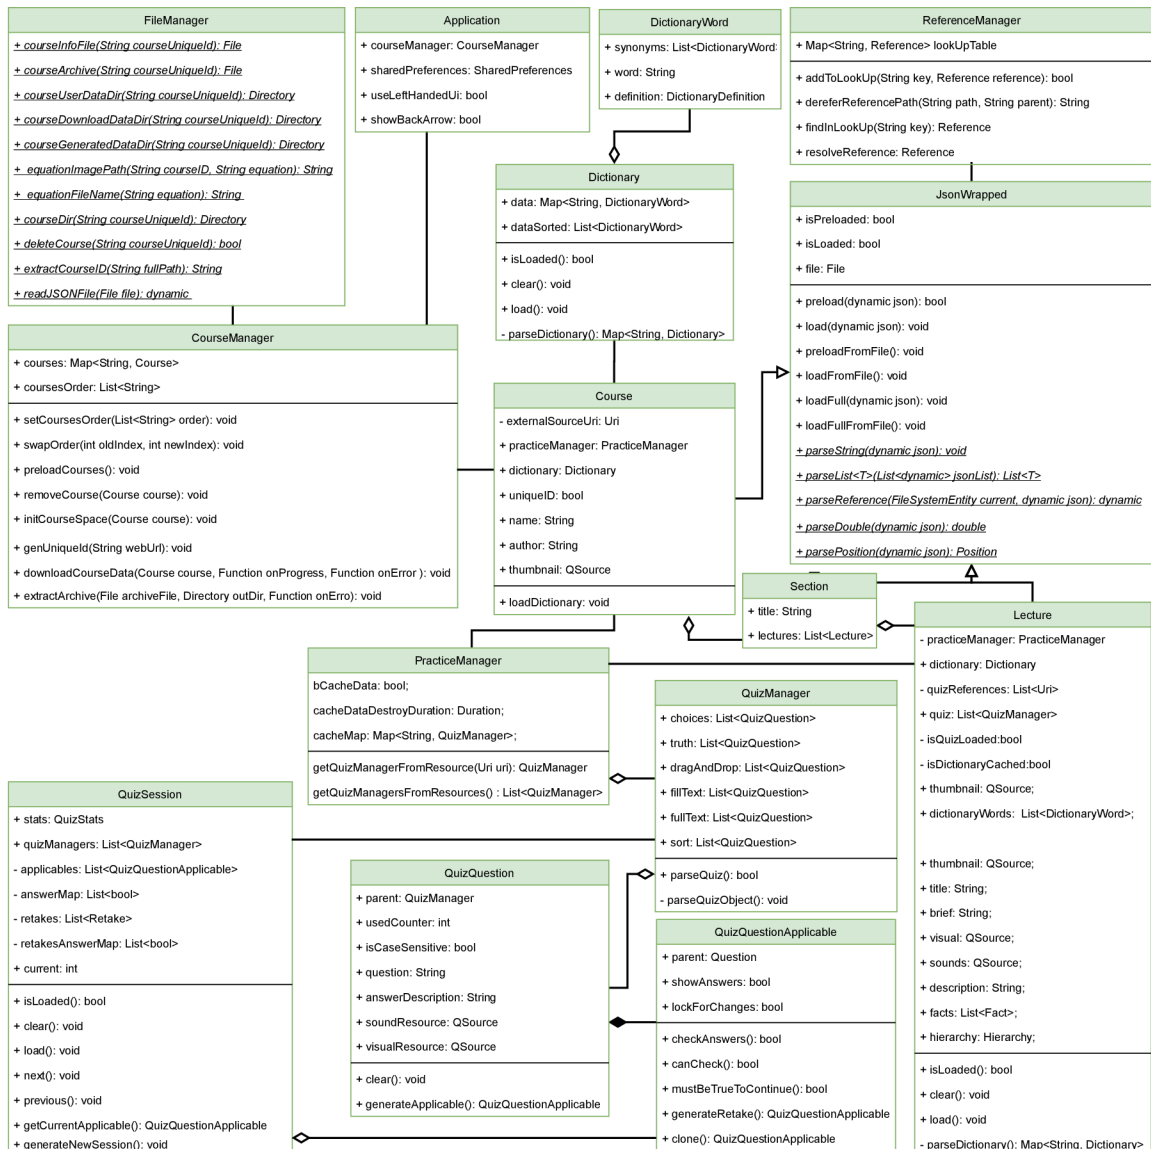 FileManager
+ courseInfoFile(String courseUniqueId): File
+ courseArchive(String courseUniqueId): File
+ courseUserDataDir(String courseUniqueId): Directory
+ courseDownloadDataDir(String courseUniqueId): Directory
+ courseGeneratedDataDir(String courseUniqueId): Directory
+ equationImagePath(String courseID, String equation): String
+ equationFileName(String equation): String
+ courseDir(String courseUniqueId): Directory
+ deleteCourse(String courseUniqueId): bool
+ extractCourseID(String fullPath): String
+ readJSONFile(File file): dynamic
Application
+ courseManager: CourseManager
+ sharedPreferences: SharedPreferences
+ useLeftHandedUi: bool
+ showBackArrow: bool
DictionaryWord
+ synonyms: List<DictionaryWord
+ word: String
+ definition: DictionaryDefinition
ReferenceManager
+ Map<String, Reference> lookUpTable
+ addToLookUp(String key, Reference reference): bool
+ dereferReferencePath(String path, String parent): String
+ findInLookUp(String key): Reference
+ resolveReference: Reference
Dictionary
+ data: Map<String, DictionaryWord>
+ dataSorted: List<DictionaryWord>
+ isLoaded(): bool
+ clear(): void
+ load(): void
- parseDictionary(): Map<String, Dictionary>
JsonWrapped
+ isPreloaded: bool
+ isLoaded: bool
+ file: File
+ preload(dynamic json): bool
+ load(dynamic json): void
+ preloadFromFile(): void
+ loadFromFile(): void
+ loadFull(dynamic json): void
+ loadFullFromFile(): void
+ parseString(dynamic json): void
+ parseList<T>(List<dynamic> jsonList): List<T>
+ parseReference(FileSystemEntity current, dynamic json): dynamic
+ parseDouble(dynamic json): double
+ parsePosition(dynamic json): Position
CourseManager
+ courses: Map<String, Course>
+ coursesOrder: List<String>
+ setCoursesOrder(List<String> order): void
+ swapOrder(int oldIndex, int newIndex): void
+ preloadCourses(): void
+ removeCourse(Course course): void
+ initCourseSpace(Course course): void
+ genUniqueId(String webUrl): void
+ downloadCourseData(Course course, Function onProgress, Function onError ): void
+ extractArchive(File archiveFile, Directory outDir, Function onErro): void
Course
- externalSourceUri: Uri
+ practiceManager: PracticeManager
+ dictionary: Dictionary
+ uniqueID: bool
+ name: String
+ author: String
+ thumbnail: QSource
+ loadDictionary: void
Section
+ title: String
+ lectures: List<Lecture>
Lecture
- practiceManager: PracticeManager
+ dictionary: Dictionary
- quizReferences: List<Uri>
+ quiz: List<QuizManager>
- isQuizLoaded:bool
- isDictionaryCached:bool
+ thumbnail: QSource;
+ dictionaryWords: List<DictionaryWord>;
+ thumbnail: QSource;
+ title: String;
+ brief: String;
+ visual: QSource;
+ sounds: QSource;
+ description: String;
+ facts: List<Fact>;
+ hierarchy: Hierarchy;
+ isLoaded(): bool
+ clear(): void
+ load(): void
- parseDictionary(): Map<String, Dictionary>
PracticeManager
bCacheData: bool;
cacheDataDestroyDuration: Duration;
cacheMap: Map<String, QuizManager>;
getQuizManagerFromResource(Uri uri): QuizManager
getQuizManagersFromResources() : List<QuizManager>
QuizManager
+ choices: List<QuizQuestion>
+ truth: List<QuizQuestion>
+ dragAndDrop: List<QuizQuestion>
+ fillText: List<QuizQuestion>
+ fullText: List<QuizQuestion>
+ sort: List<QuizQuestion>
+ parseQuiz(): bool
- parseQuizObject(): void
QuizSession
+ stats: QuizStats
+ quizManagers: List<QuizManager>
- applicables: List<QuizQuestionApplicable>
- answerMap: List<bool>
- retakes: List<Retake>
- retakesAnswerMap: List<bool>
+ current: int
+ isLoaded(): bool
+ clear(): void
+ load(): void
+ next(): void
+ previous(): void
+ getCurrentApplicable(): QuizQuestionApplicable
+ generateNewSession(): void
QuizQuestion
+ parent: QuizManager
+ usedCounter: int
+ isCaseSensitive: bool
+ question: String
+ answerDescription: String
+ soundResource: QSource
+ visualResource: QSource
+ clear(): void
+ generateApplicable(): QuizQuestionApplicable
QuizQuestionApplicable
+ parent: Question
+ showAnswers: bool
+ lockForChanges: bool
+ checkAnswers(): bool
+ canCheck(): bool
+ mustBeTrueToContinue(): bool
+ generateRetake(): QuizQuestionApplicable
+ clone(): QuizQuestionApplicable